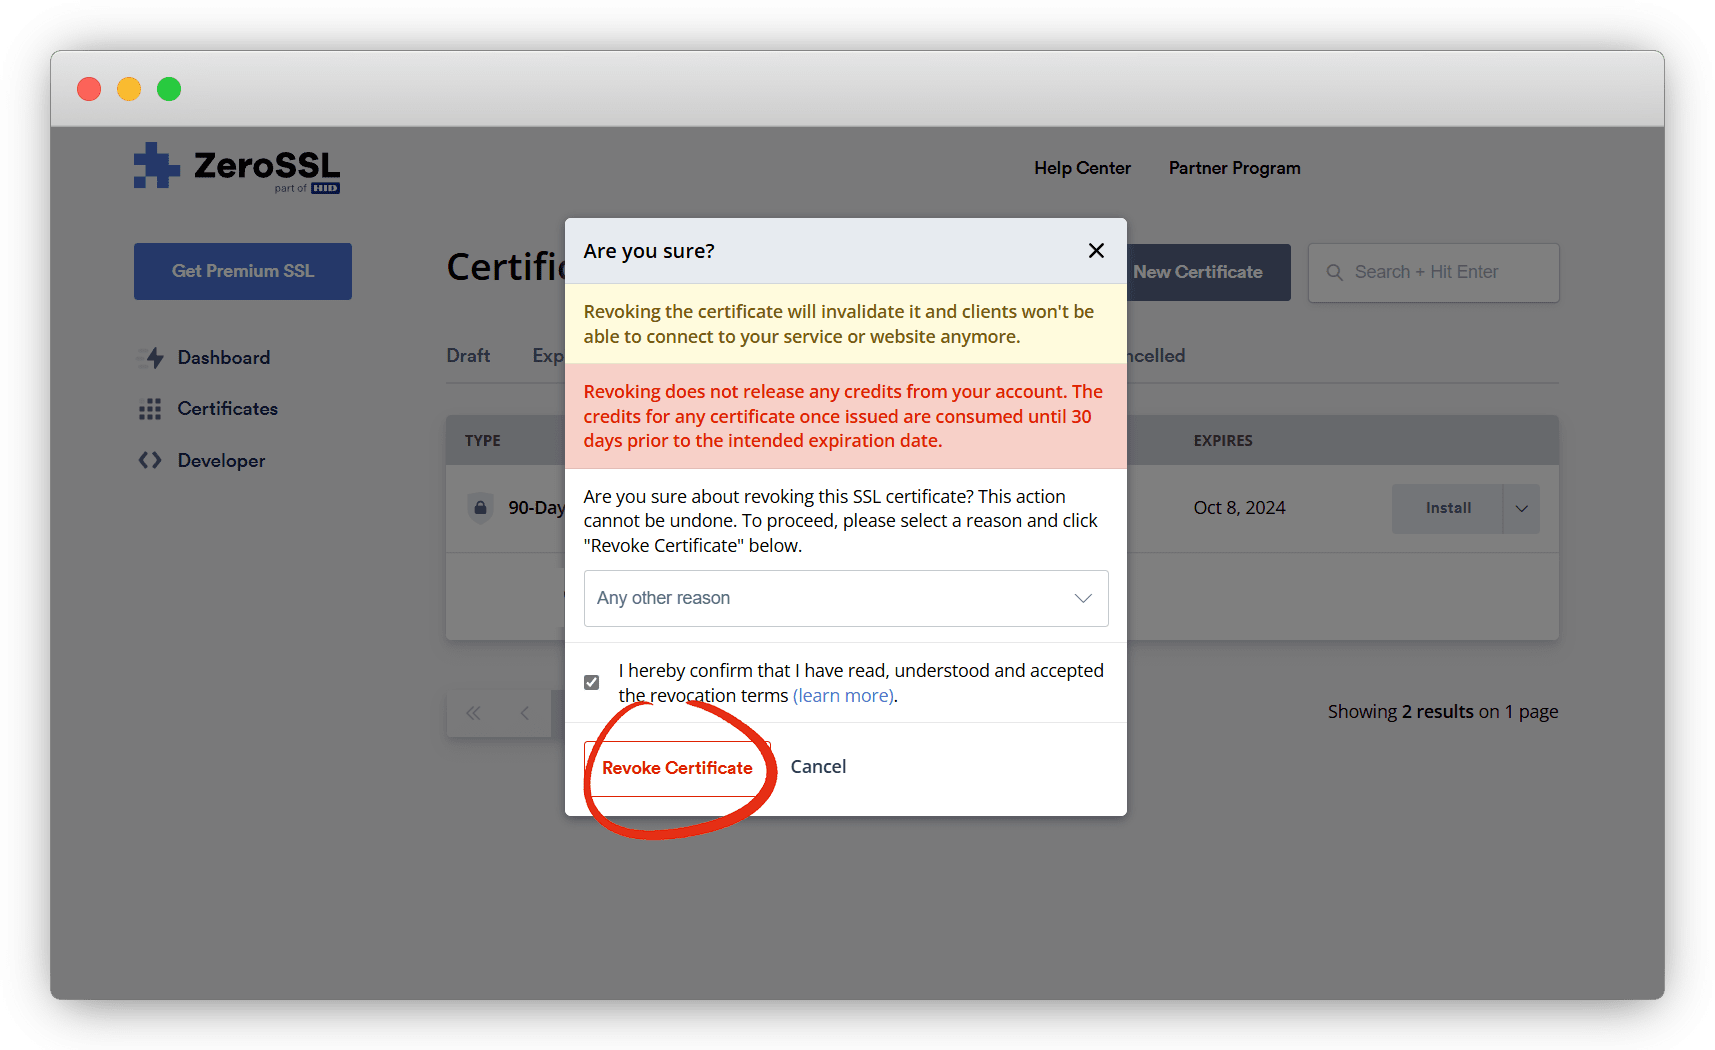 ZeroSSL
part of HID
Help Center
Partner Program
Get Premium SSL
New Certificate
Search + Hit Enter
Dashboard
Certificates
Developer
Draft
TYPE
EXPIRES
90-Day
Oct 8, 2024
Install
Showing 2 results on 1 page
Are you sure?
Revoking the certificate will invalidate it and clients won't be
able to connect to your service or website anymore.
Revoking does not release any credits from your account. The
credits for any certificate once issued are consumed until 30
days prior to the intended expiration date.
Are you sure about revoking this SSL certificate? This action
cannot be undone. To proceed, please select a reason and click
"Revoke Certificate" below.
Any other reason
I hereby confirm that I have read, understood and accepted
the revocation terms (learn more).
Revoke Certificate
Cancel